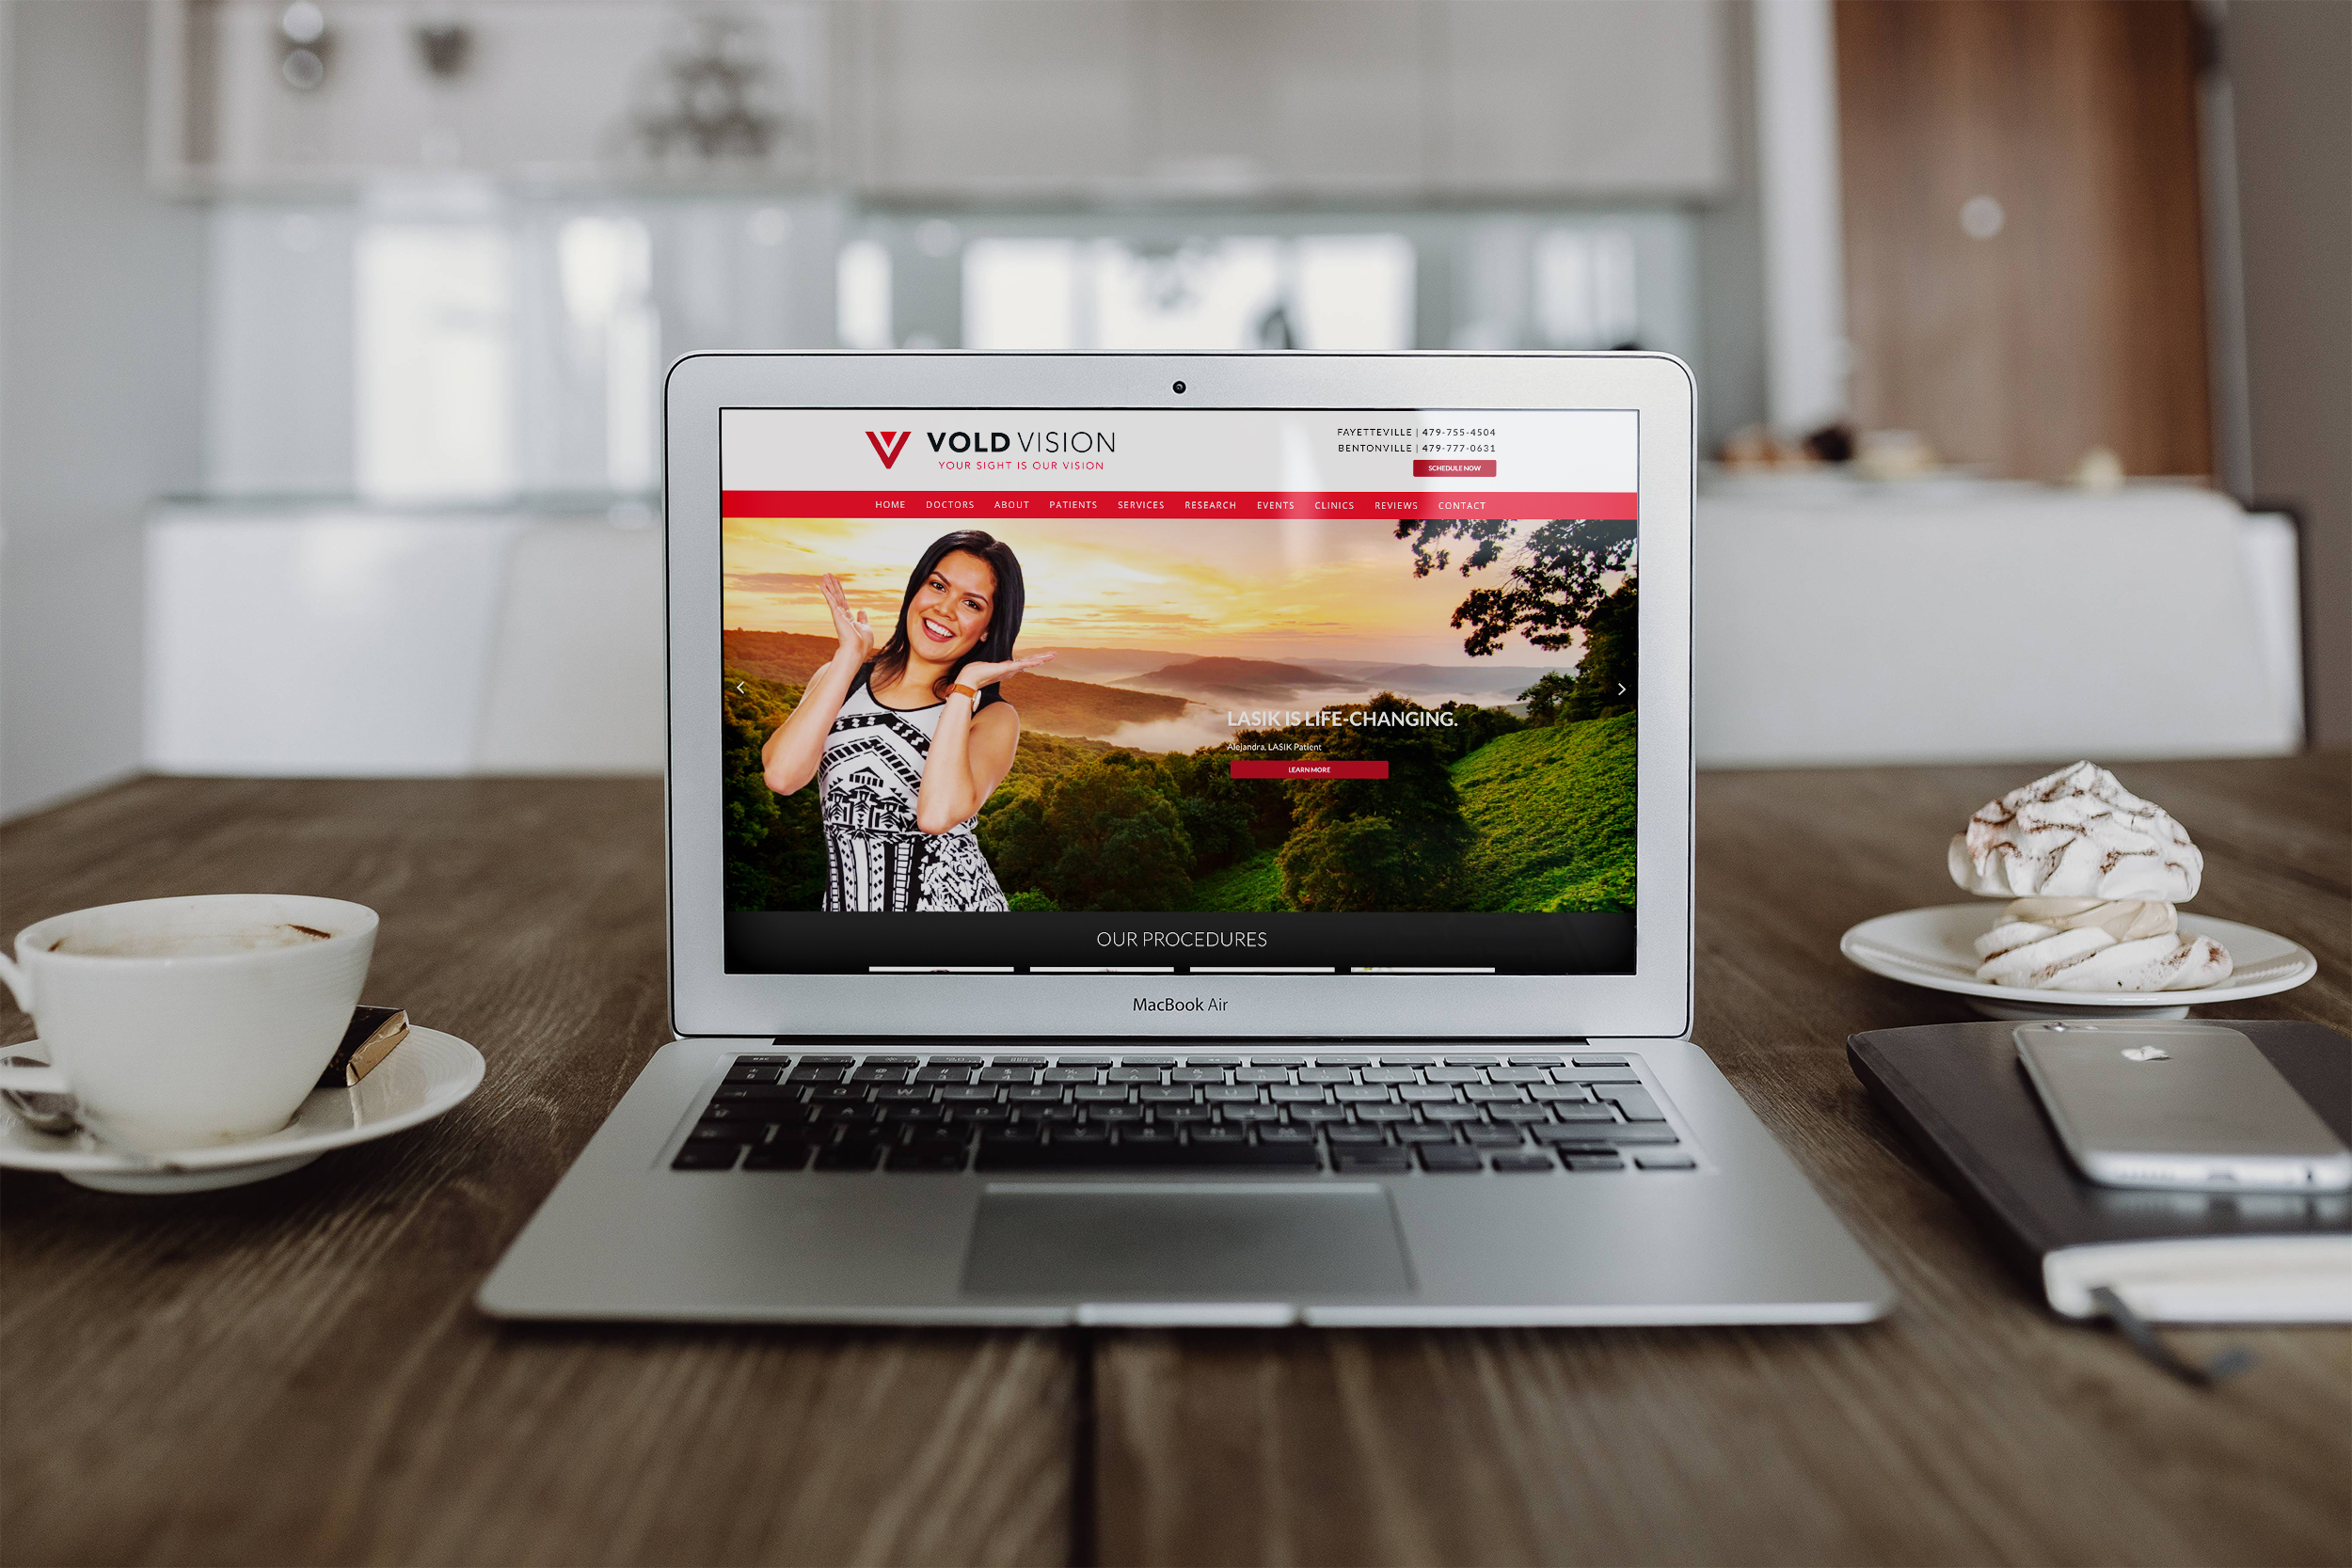 VOLD VISION
YOUR SIGHT IS OUR VISION
FAYETTEVILLE | 479-755-4504
BENTONVILLE | 479-777-0631
SCHEDULE NOW
HOME DOCTORS ABOUT PATIENTS SERVICES RESEARCH EVENTS CLINICS REVIEWS CONTACT
LASIK IS LIFE-CHANGING.
Alejandra, LASIK Patient
LEARN MORE
OUR PROCEDURES
MacBook Air